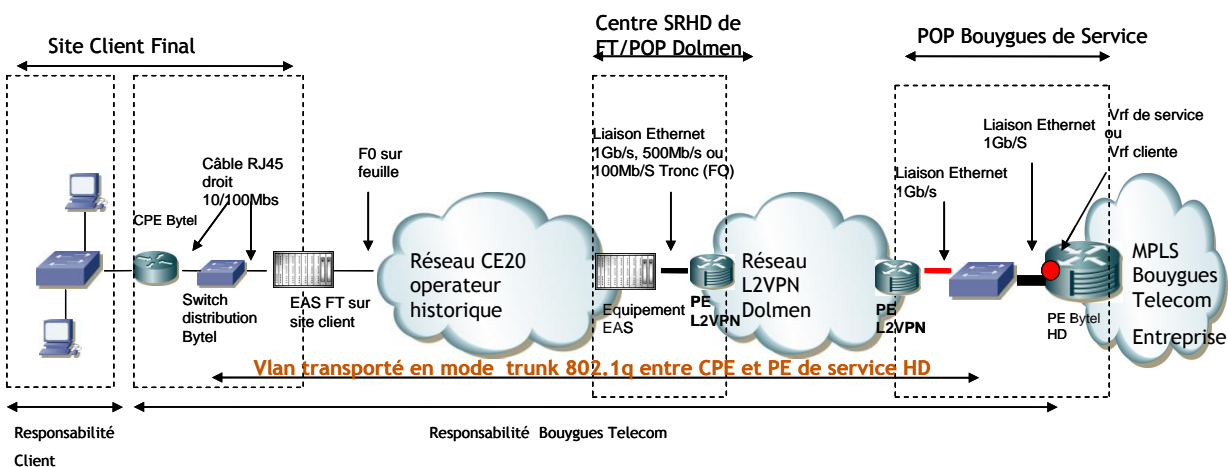 Site Client Final
Centre SRHD de
FT/POP Dolmen
POP Bouygues de Service
Câble RJ45
droit
10/100Mbs
F0 sur
feuille
Liaison Ethernet
1Gb/s, 500Mb/s ou
100Mb/S Tronc (FO)
Liaison Ethernet
1Gb/s
Liaison Ethernet
1Gb/S
Vrf de service
ou
Vrf cliente
CPE Bytel
Switch
distribution
Bytel
EAS FT sur
site client
Réseau CE20
operateur
historique
Equipement
EAS
PE
L2VPN
Réseau
L2VPN
Dolmen
PE
L2VPN
PE Bytel
HD
MPLS
Bouygues
Telecom
Entreprise
Vlan transporté en mode trunk 802.1q entre CPE et PE de service HD
Responsabilité
Client
Responsabilité Bouygues Telecom